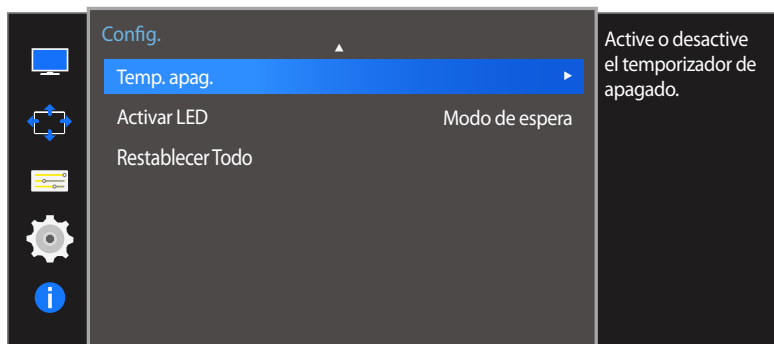 Config.
Temp. apag.
Activar LED Modo de espera
Restablecer Todo
Active o desactive
el temporizador de
apagado.